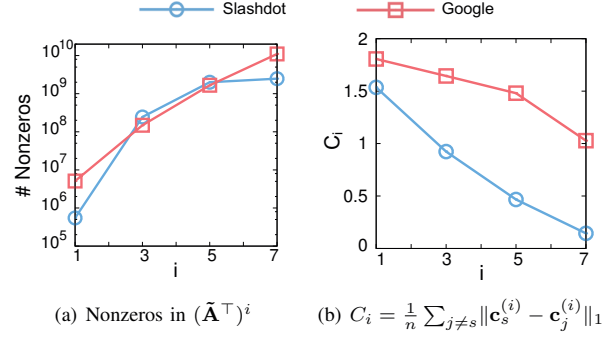 Slashdot Google
10^10
10^9
10^8
10^7
10^6
10^5
# Nonzeros
1 3 5 7
i
2
1.5
1
0.5
0
C_i
1 3 5 7
i
(a) Nonzeros in (Ã^⊤)^i
(b) C_i = 1/n ∑_{j≠s} ‖c_s^{(i)} − c_j^{(i)}‖_1